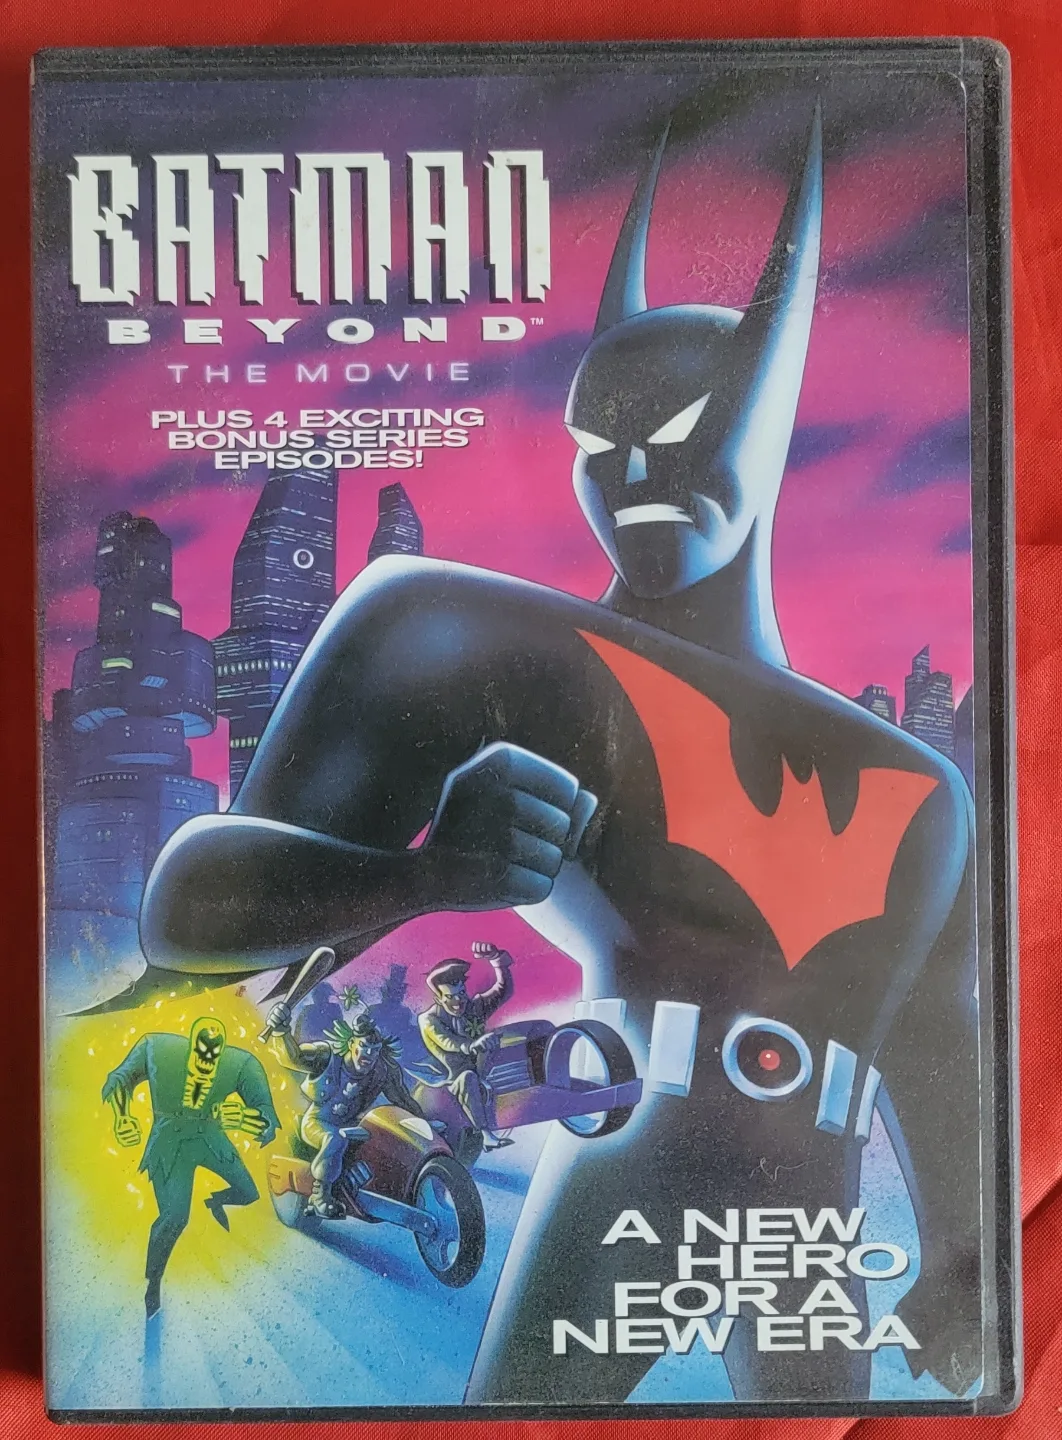 BATMAN
BEYOND™
THE MOVIE
PLUS 4 EXCITING
BONUS SERIES
EPISODES!
A NEW
HERO
FOR A
NEW ERA